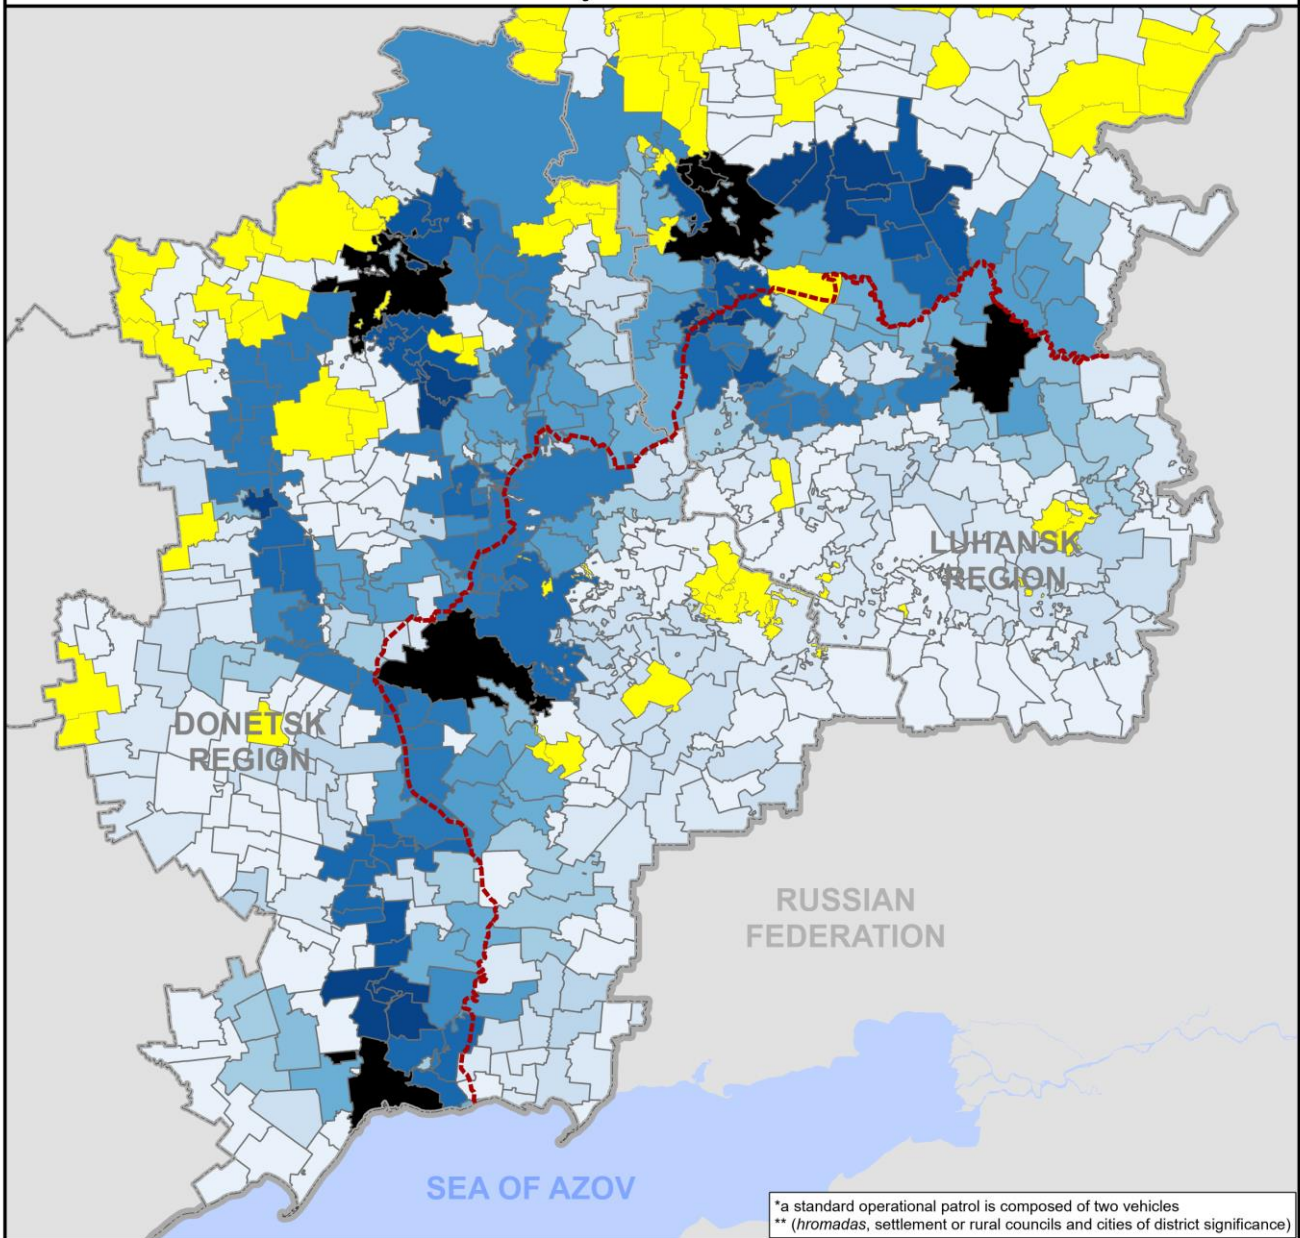 LUHANSK
REGION
DONETSK
REGION
RUSSIAN
FEDERATION
SEA OF AZOV
*a standard operational patrol is composed of two vehicles
** (hromadas, settlement or rural councils and cities of district significance)